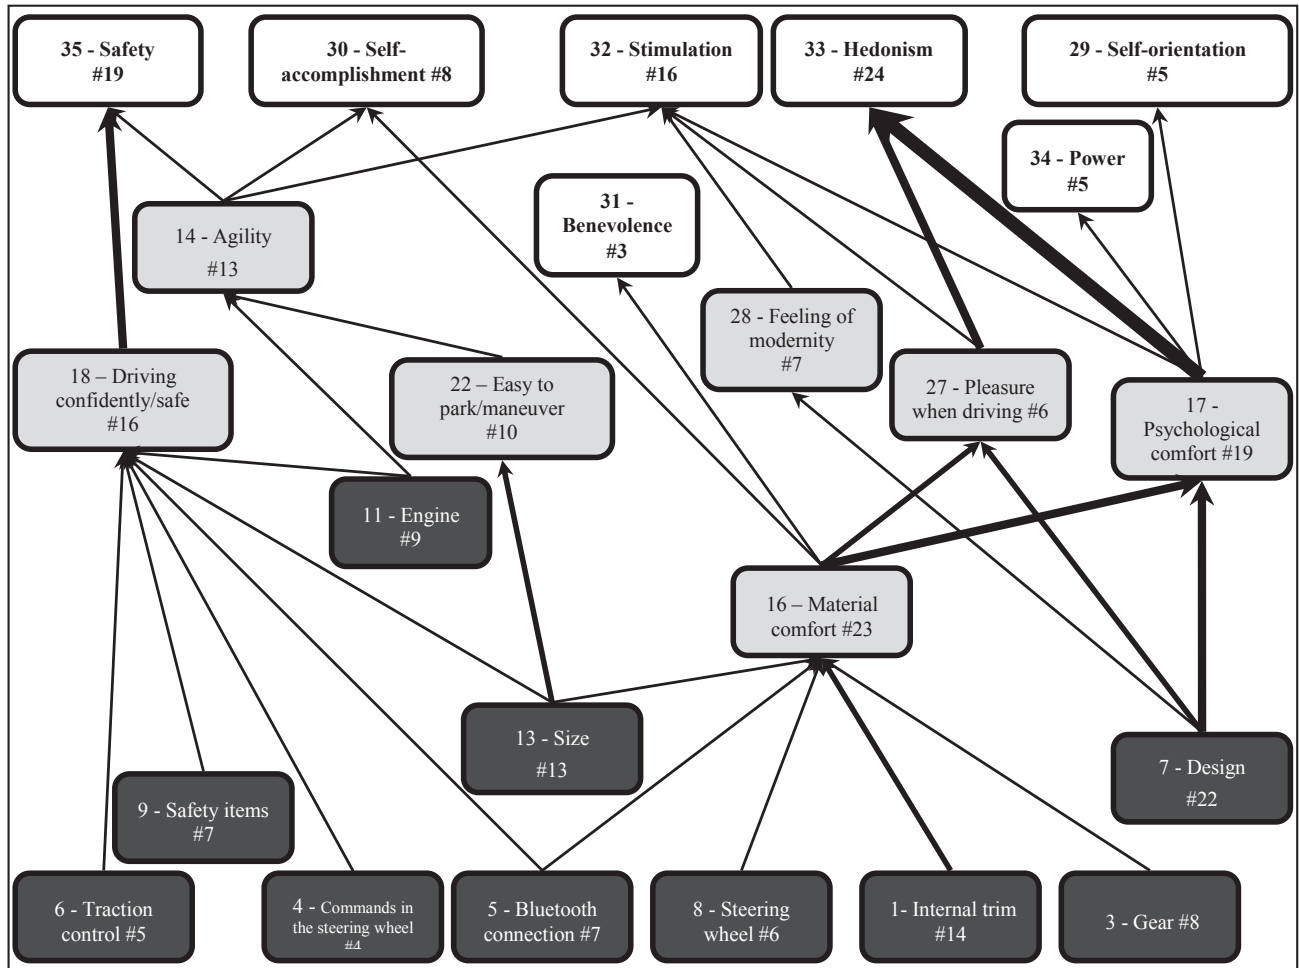 35 - Safety
#19
30 - Self-
accomplishment #8
32 - Stimulation
#16
33 - Hedonism
#24
29 - Self-orientation
#5
34 - Power
#5
31 -
Benevolence
#3
14 - Agility
#13
28 - Feeling of
modernity
#7
18 – Driving
confidently/safe
#16
22 – Easy to
park/maneuver
#10
27 - Pleasure
when driving #6
17 -
Psychological
comfort #19
11 - Engine
#9
16 – Material
comfort #23
13 - Size
#13
7 - Design
#22
9 - Safety items
#7
6 - Traction
control #5
4 - Commands in
the steering wheel
#4
5 - Bluetooth
connection #7
8 - Steering
wheel #6
1- Internal trim
#14
3 - Gear #8